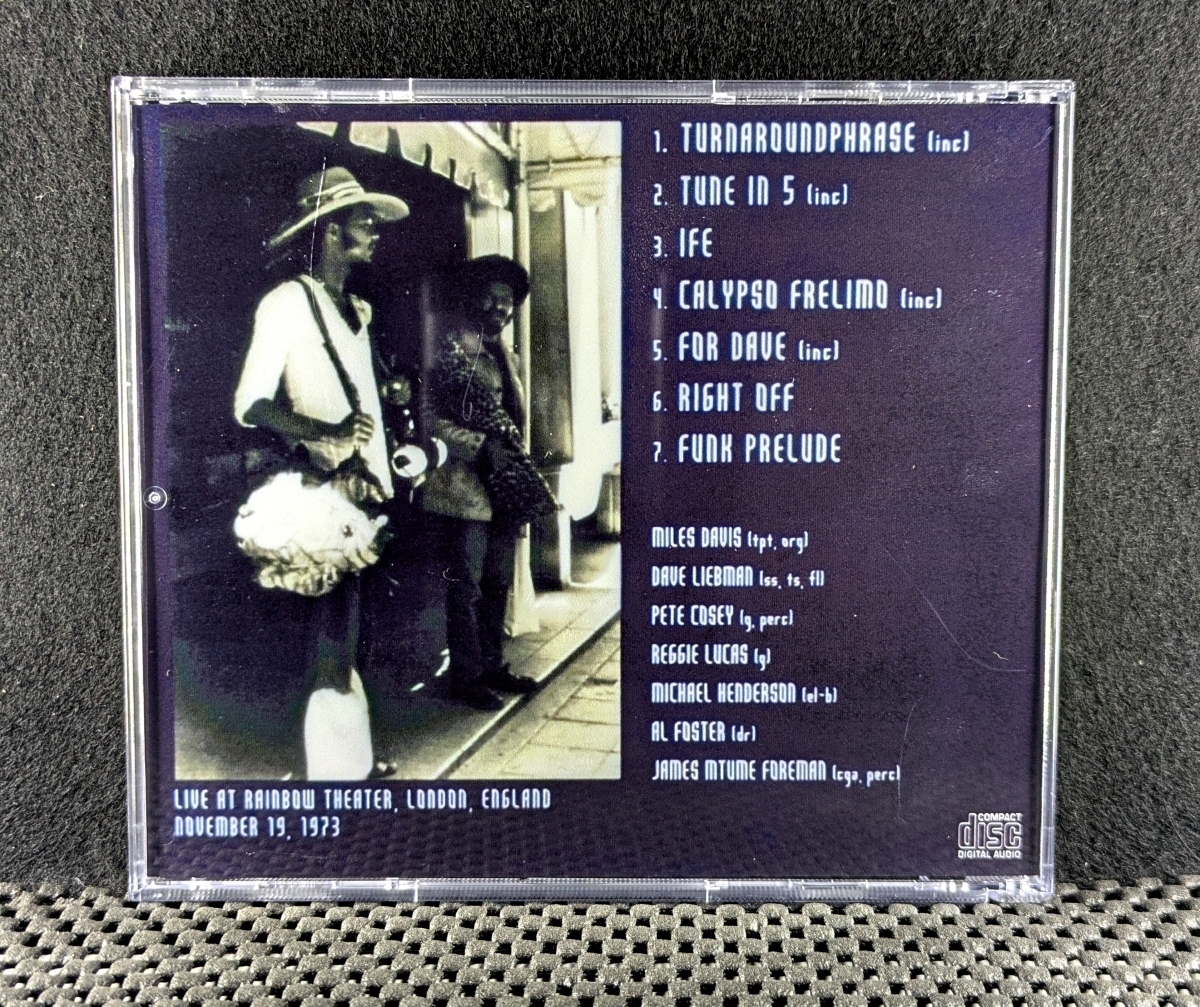 1. TURNAROUNDPHRASE (inc)
2. TUNE IN 5 (inc)
3. IFE
4. CALYPSO FRELIMO (inc)
5. FOR DAVE (inc)
6. RIGHT OFF
7. FUNK PRELUDE
MILES DAVIS (tpt, org)
DAVE LIEBMAN (ss, ts, fl)
PETE COSEY (g, perc)
REGGIE LUCAS (g)
MICHAEL HENDERSON (el-b)
AL FOSTER (dr)
JAMES MTUME FOREMAN (cga, perc)
LIVE AT RAINBOW THEATER, LONDON, ENGLAND
NOVEMBER 19, 1973
COMPACT
disc
DIGITAL AUDIO